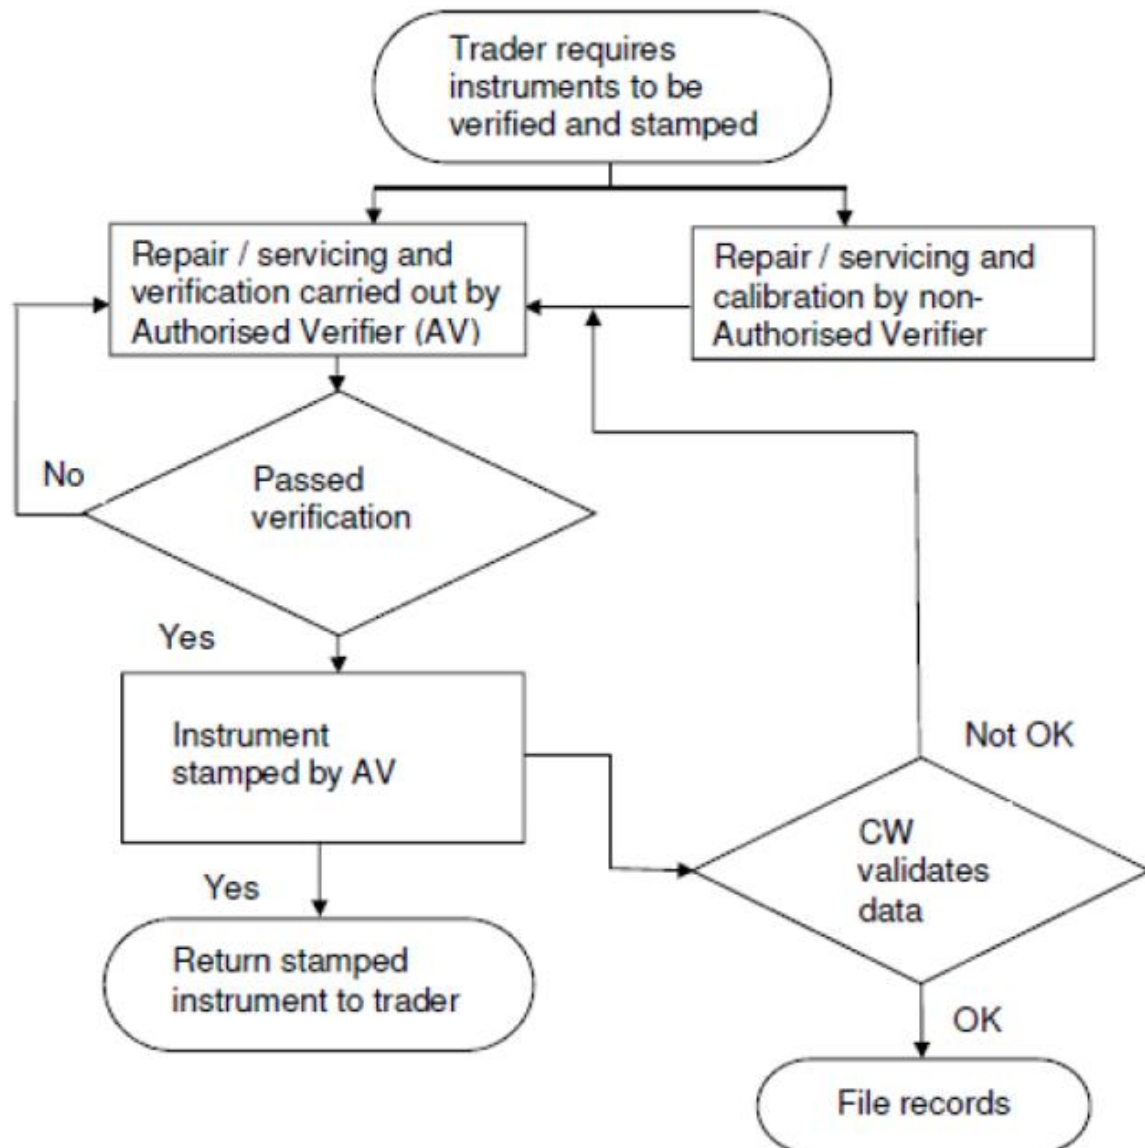 Trader requires
instruments to be
verified and stamped
Repair / servicing and
verification carried out by
Authorised Verifier (AV)
Repair / servicing and
calibration by non-
Authorised Verifier
No
Passed
verification
Yes
Instrument
stamped by AV
Not OK
CW
validates
data
Yes
Return stamped
instrument to trader
OK
File records